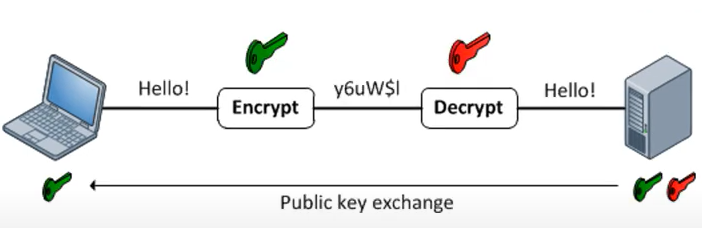 Hello!
Encrypt
y6uW$l
Decrypt
Hello!
Public key exchange